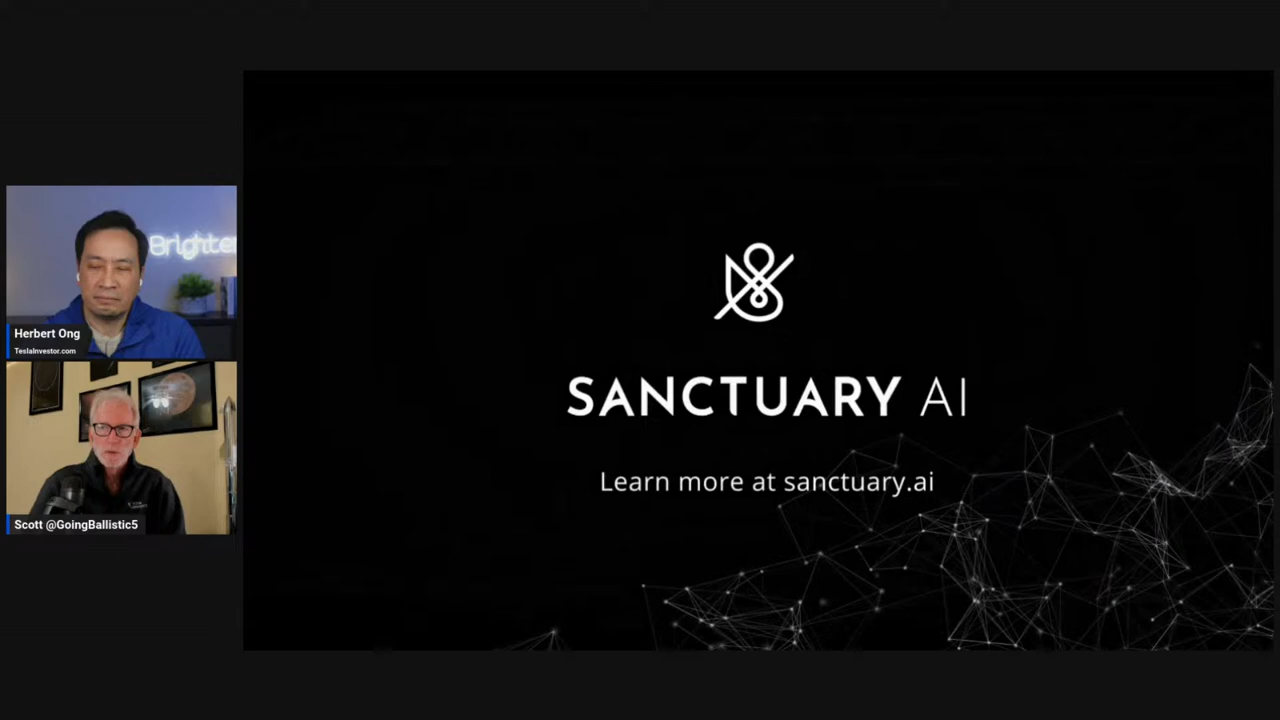 Brighter
Herbert Ong
TeslaInvestor.com
Scott @GoingBallistic5
SANCTUARY AI
Learn more at sanctuary.ai